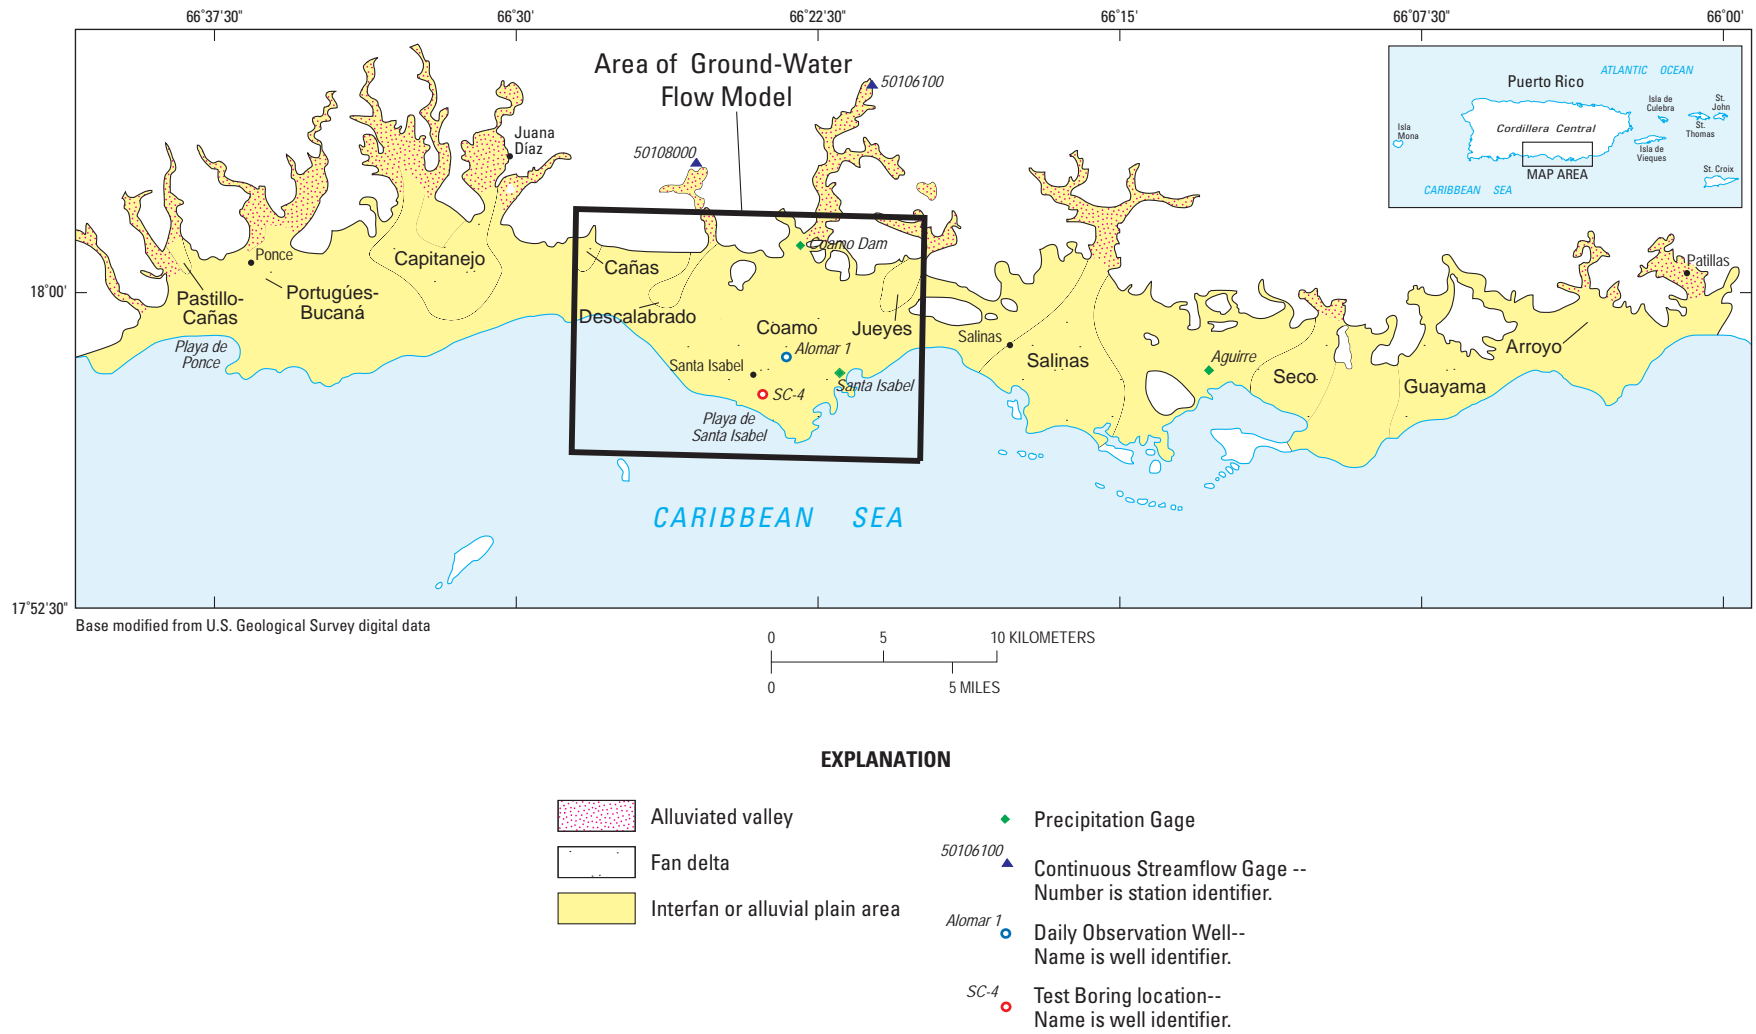 66°37'30"
66°30'
66°22'30"
66°15'
66°07'30"
66°00'
18°00'
17°52'30"
Area of Ground-Water
Flow Model
50106100
50108000
Juana
Díaz
Ponce
Capitanejo
Cañas
Coamo Dam
Pastillo-
Cañas
Portugúes-
Bucaná
Descalabrado
Coamo
Jueyes
Playa de
Ponce
Alomar 1
Santa Isabel
Santa Isabel
SC-4
Playa de
Santa Isabel
Salinas
Salinas
Aguirre
Seco
Guayama
Arroyo
Patillas
CARIBBEAN SEA
Puerto Rico
ATLANTIC OCEAN
Isla de
Culebra
St.
John
St.
Thomas
Isla
Mona
Cordillera Central
Isla de
Vieques
MAP AREA
St. Croix
CARIBBEAN SEA
Base modified from U.S. Geological Survey digital data
0 5 10 KILOMETERS
0 5 MILES
EXPLANATION
Alluviated valley
Fan delta
Interfan or alluvial plain area
Precipitation Gage
50106100
Continuous Streamflow Gage --
Number is station identifier.
Alomar 1
Daily Observation Well--
Name is well identifier.
SC-4
Test Boring location--
Name is well identifier.